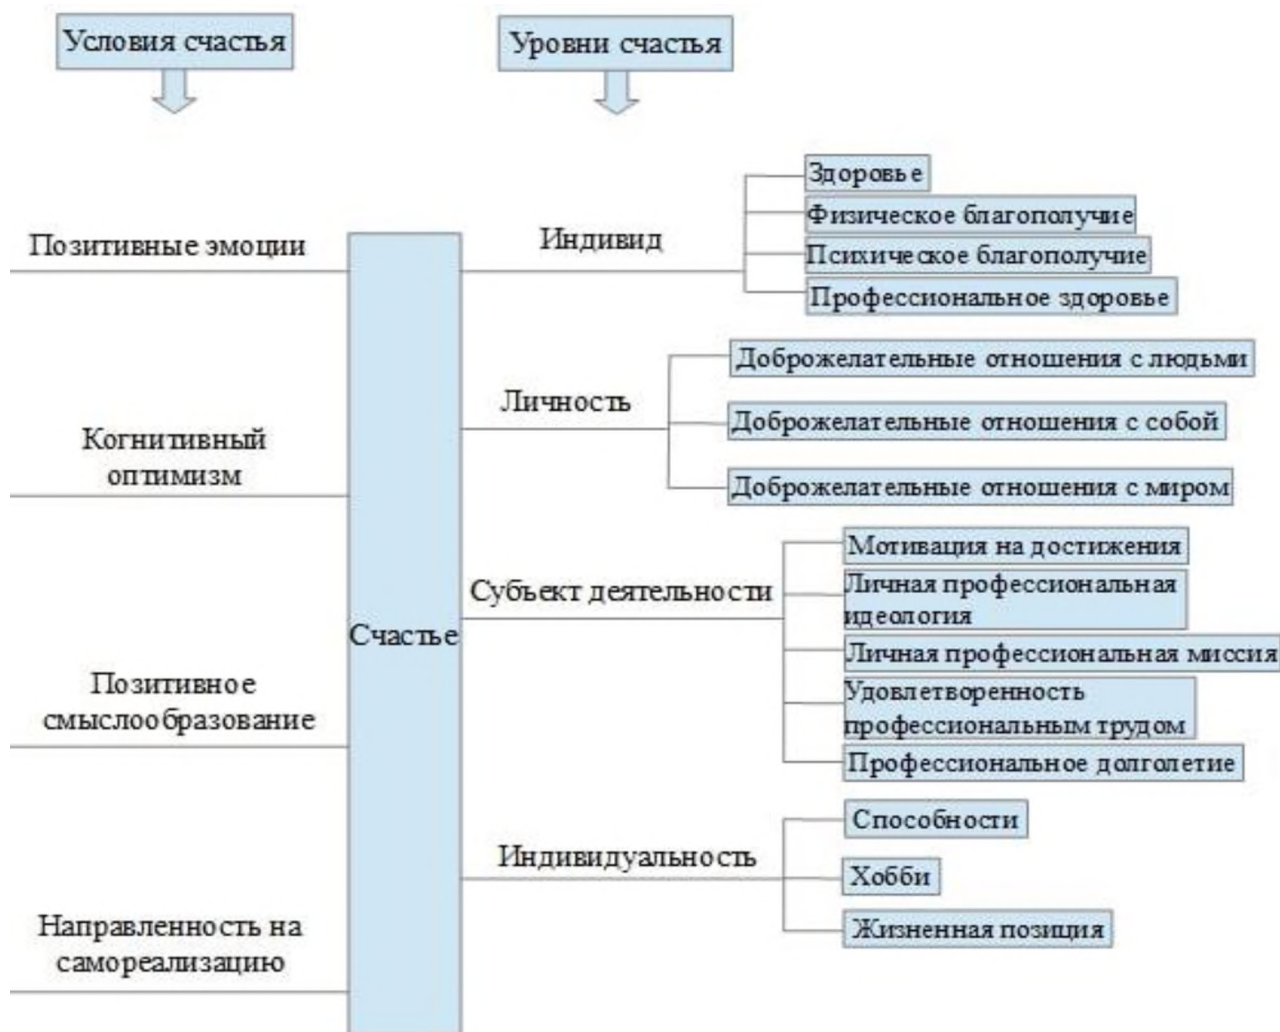 Условия счастья
Уровни счастья
Позитивные эмоции
Когнитивный
оптимизм
Позитивное
смыслообразование
Направленность на
самореализацию
Счастье
Индивид
Здоровье
Физическое благополучие
Психическое благополучие
Профессиональное здоровье
Личность
Доброжелательные отношения с людьми
Доброжелательные отношения с собой
Доброжелательные отношения с миром
Субъект деятельности
Мотивация на достижения
Личная профессиональная
идеология
Личная профессиональная миссия
Удовлетворенность
профессиональным трудом
Профессиональное долголетие
Индивидуальность
Способности
Хобби
Жизненная позиция